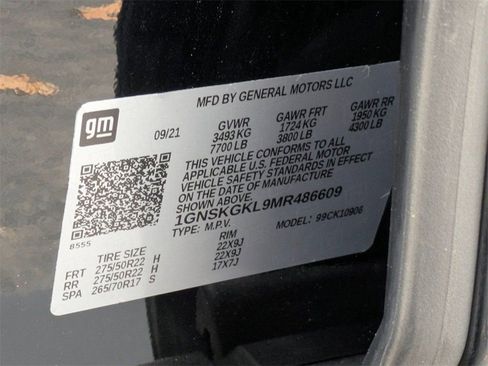 MFD BY GENERAL MOTORS LLC
gm
09/21
GVWR GAWR FRT GAWR RR
3493 KG 1724 KG 1950 KG
7700 LB 3800 LB 4300 LB
THIS VEHICLE CONFORMS TO ALL
APPLICABLE U.S. FEDERAL MOTOR
VEHICLE SAFETY STANDARDS IN EFFECT
ON THE DATE OF MANUFACTURE
1GNSKGKL9MR486609
TYPE: M.P.V. MODEL: 99CK10906
B555
TIRE SIZE RIM
FRT 275/50R22 H 22X9J
RR 275/50R22 H 22X9J
SPA 265/70R17 S 17X7J